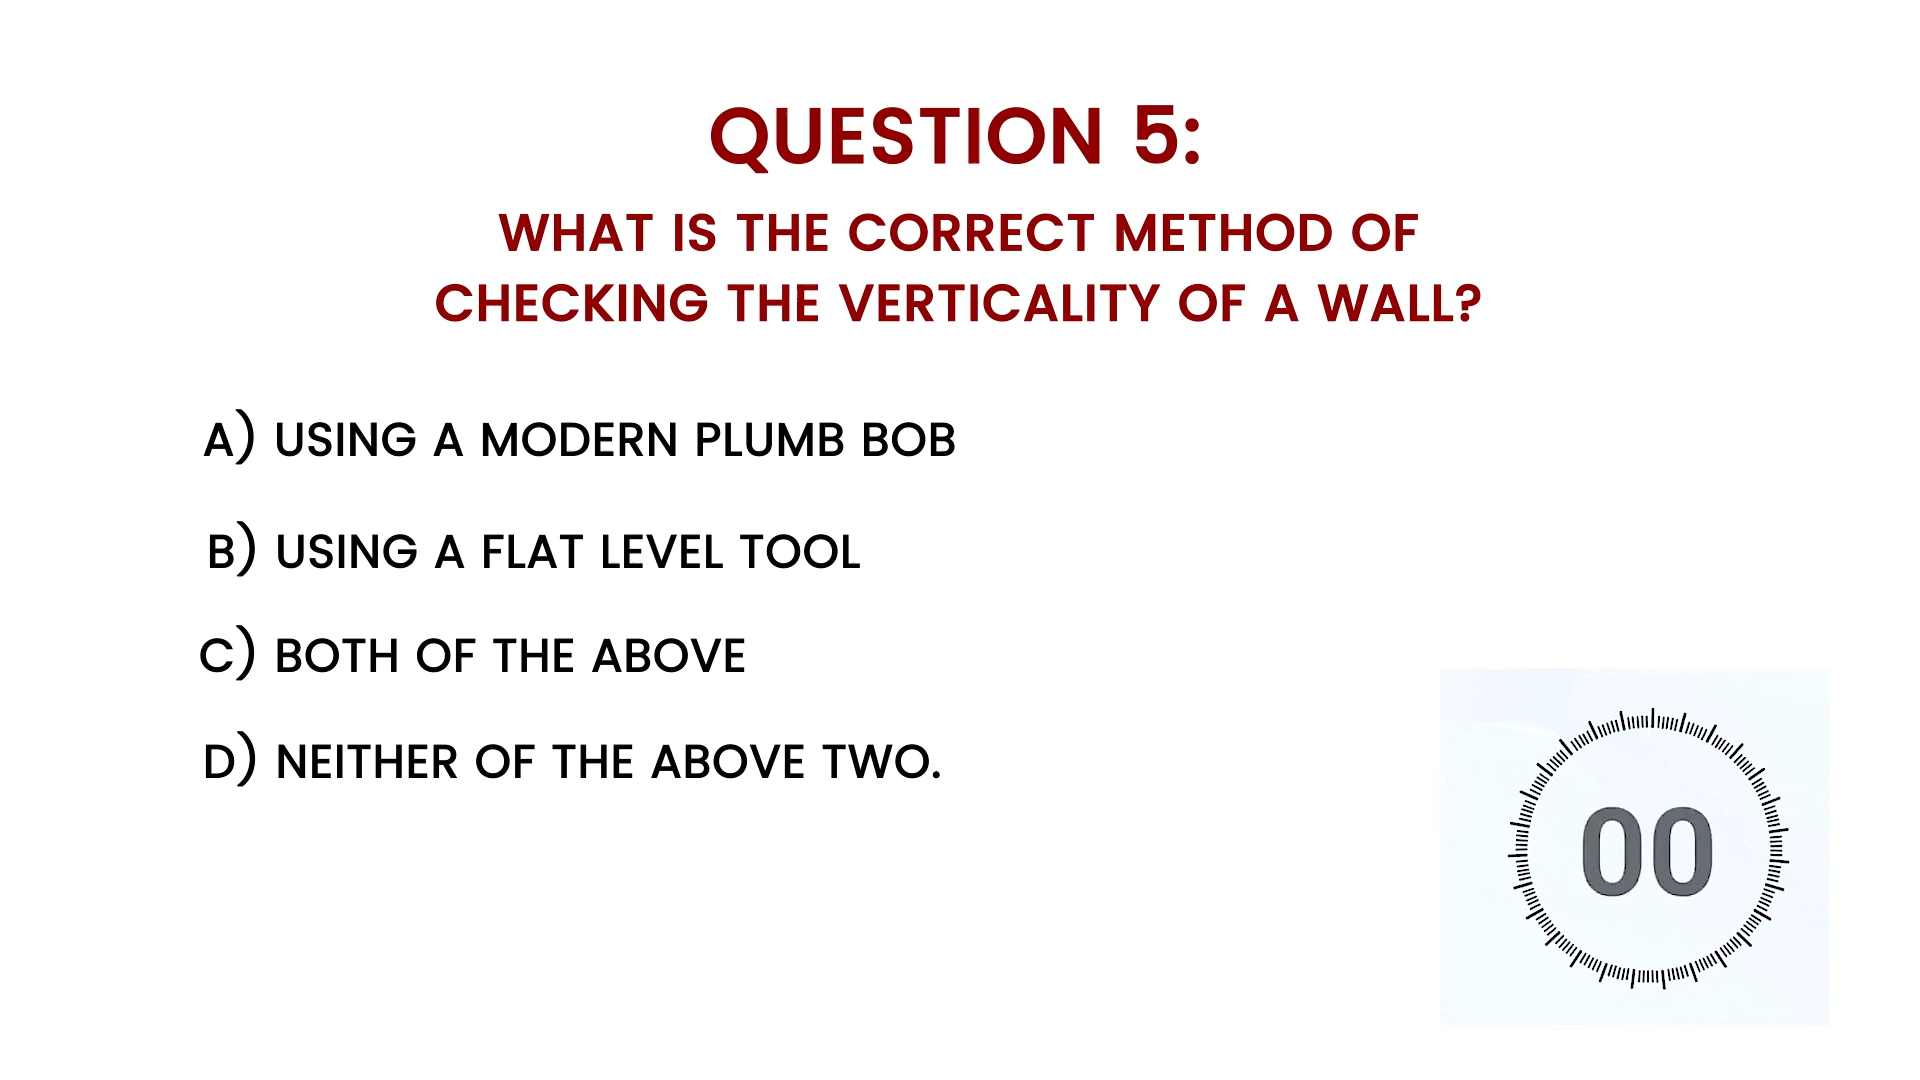 QUESTION 5:
WHAT IS THE CORRECT METHOD OF
CHECKING THE VERTICALITY OF A WALL?
A) USING A MODERN PLUMB BOB
B) USING A FLAT LEVEL TOOL
C) BOTH OF THE ABOVE
D) NEITHER OF THE ABOVE TWO.
00